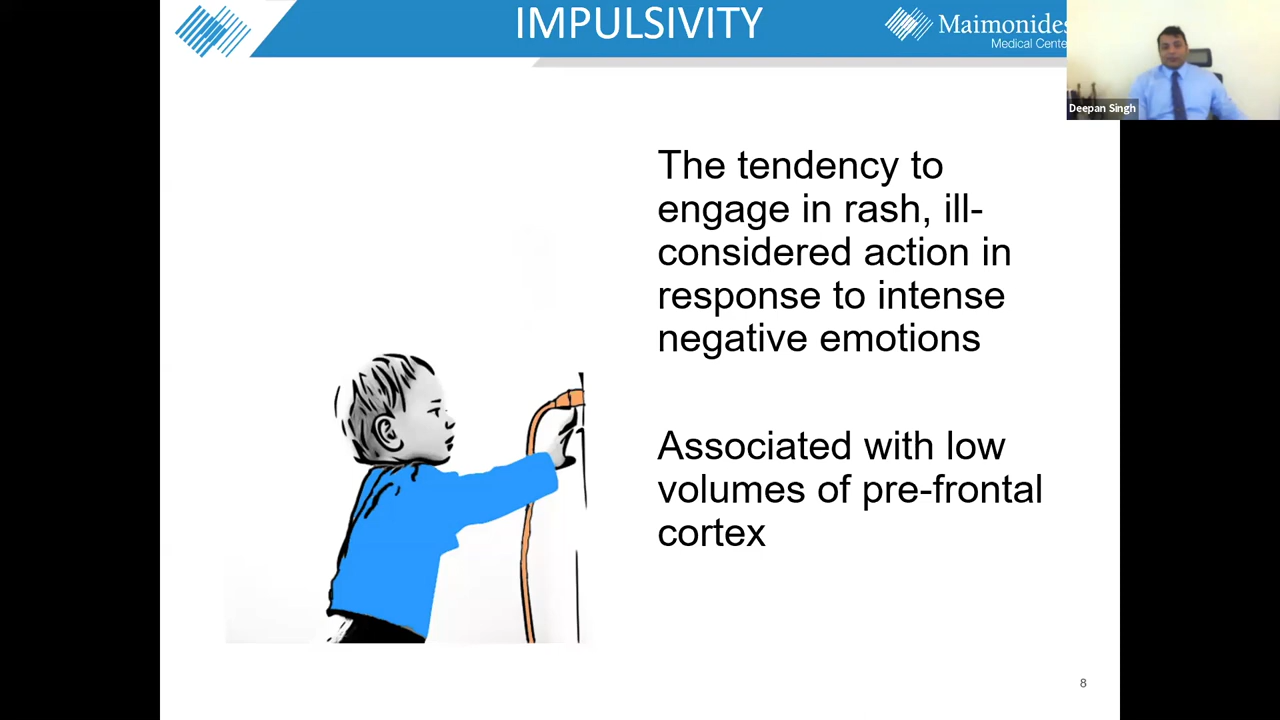 IMPULSIVITY
Maimonides
Medical Center
Deepan Singh
The tendency to
engage in rash, ill-
considered action in
response to intense
negative emotions
Associated with low
volumes of pre-frontal
cortex
8